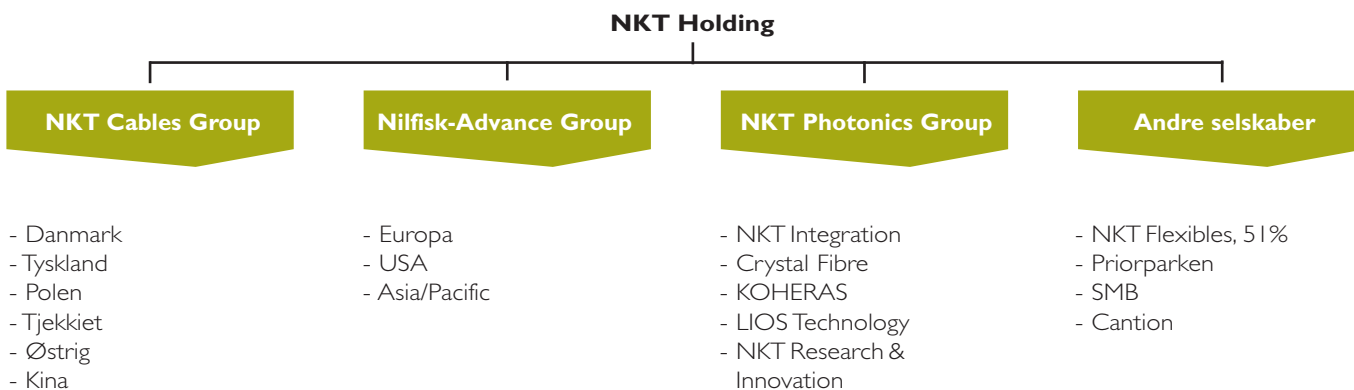 NKT Holding
NKT Cables Group
Nilfisk-Advance Group
NKT Photonics Group
Andre selskaber
- Danmark
- Tyskland
- Polen
- Tjekkiet
- Østrig
- Kina
- Europa
- USA
- Asia/Pacific
- NKT Integration
- Crystal Fibre
- KOHERAS
- LIOS Technology
- NKT Research &
Innovation
- NKT Flexibles, 51%
- Priorparken
- SMB
- Cantion